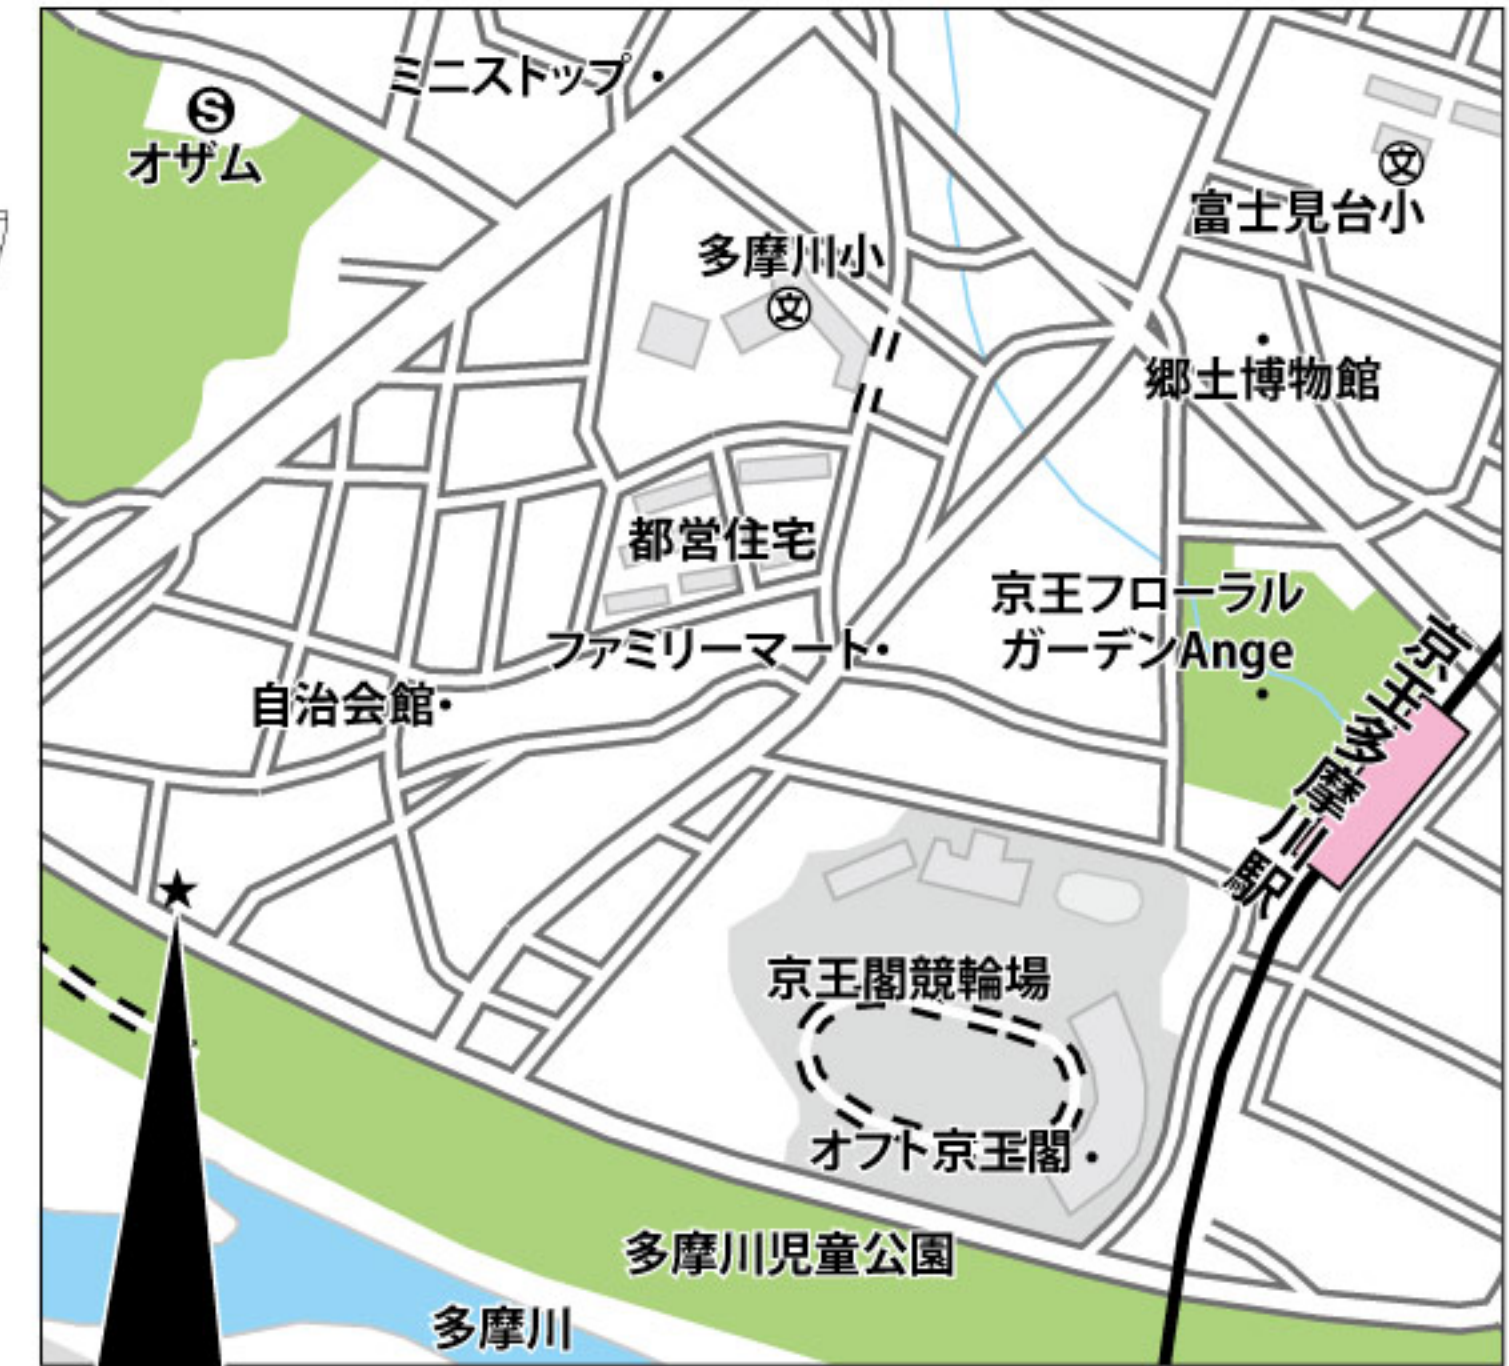 ミニストップ
S
オザム
文
富士見台小
多摩川小
文
郷土博物館
都営住宅
京王フローラル
ガーデンAnge
ファミリーマート
自治会館
京王多摩川駅
京王閣競輪場
オフト京王閣
多摩川児童公園
多摩川